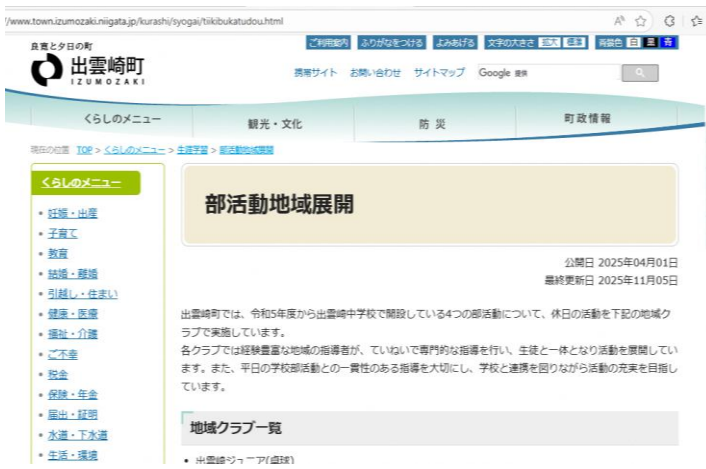 /www.town.izumozaki.niigata.jp/kurashi/syogai/tiikibukatudou.html
良寛と夕日の町
出雲崎町
IZUMOZAKI
ご利用案内 ふりがなをつける よみあげる 文字の大きさ 拡大 標準 背景色 白 黒 青
携帯サイト お問い合わせ サイトマップ Google 提供
くらしのメニュー 観光・文化 防災 町政情報
現在の位置 TOP > くらしのメニュー > 生涯学習 > 部活動地域展開
くらしのメニュー
• 妊娠・出産
• 子育て
• 教育
• 結婚・離婚
• 引越し・住まい
• 健康・医療
• 福祉・介護
• ご不幸
• 税金
• 保険・年金
• 届出・証明
• 水道・下水道
• 生活・環境
部活動地域展開
公開日 2025年04月01日
最終更新日 2025年11月05日
出雲崎町では、令和5年度から出雲崎中学校で開設している4つの部活動について、休日の活動を下記の地域ク
ラブで実施しています。
各クラブでは経験豊富な地域の指導者が、ていねいで専門的な指導を行い、生徒と一体となり活動を展開してい
ます。また、平日の学校部活動との一貫性のある指導を大切にし、学校と連携を図りながら活動の充実を目指し
ています。
地域クラブ一覧
• 出雲崎ジュニア(卓球)